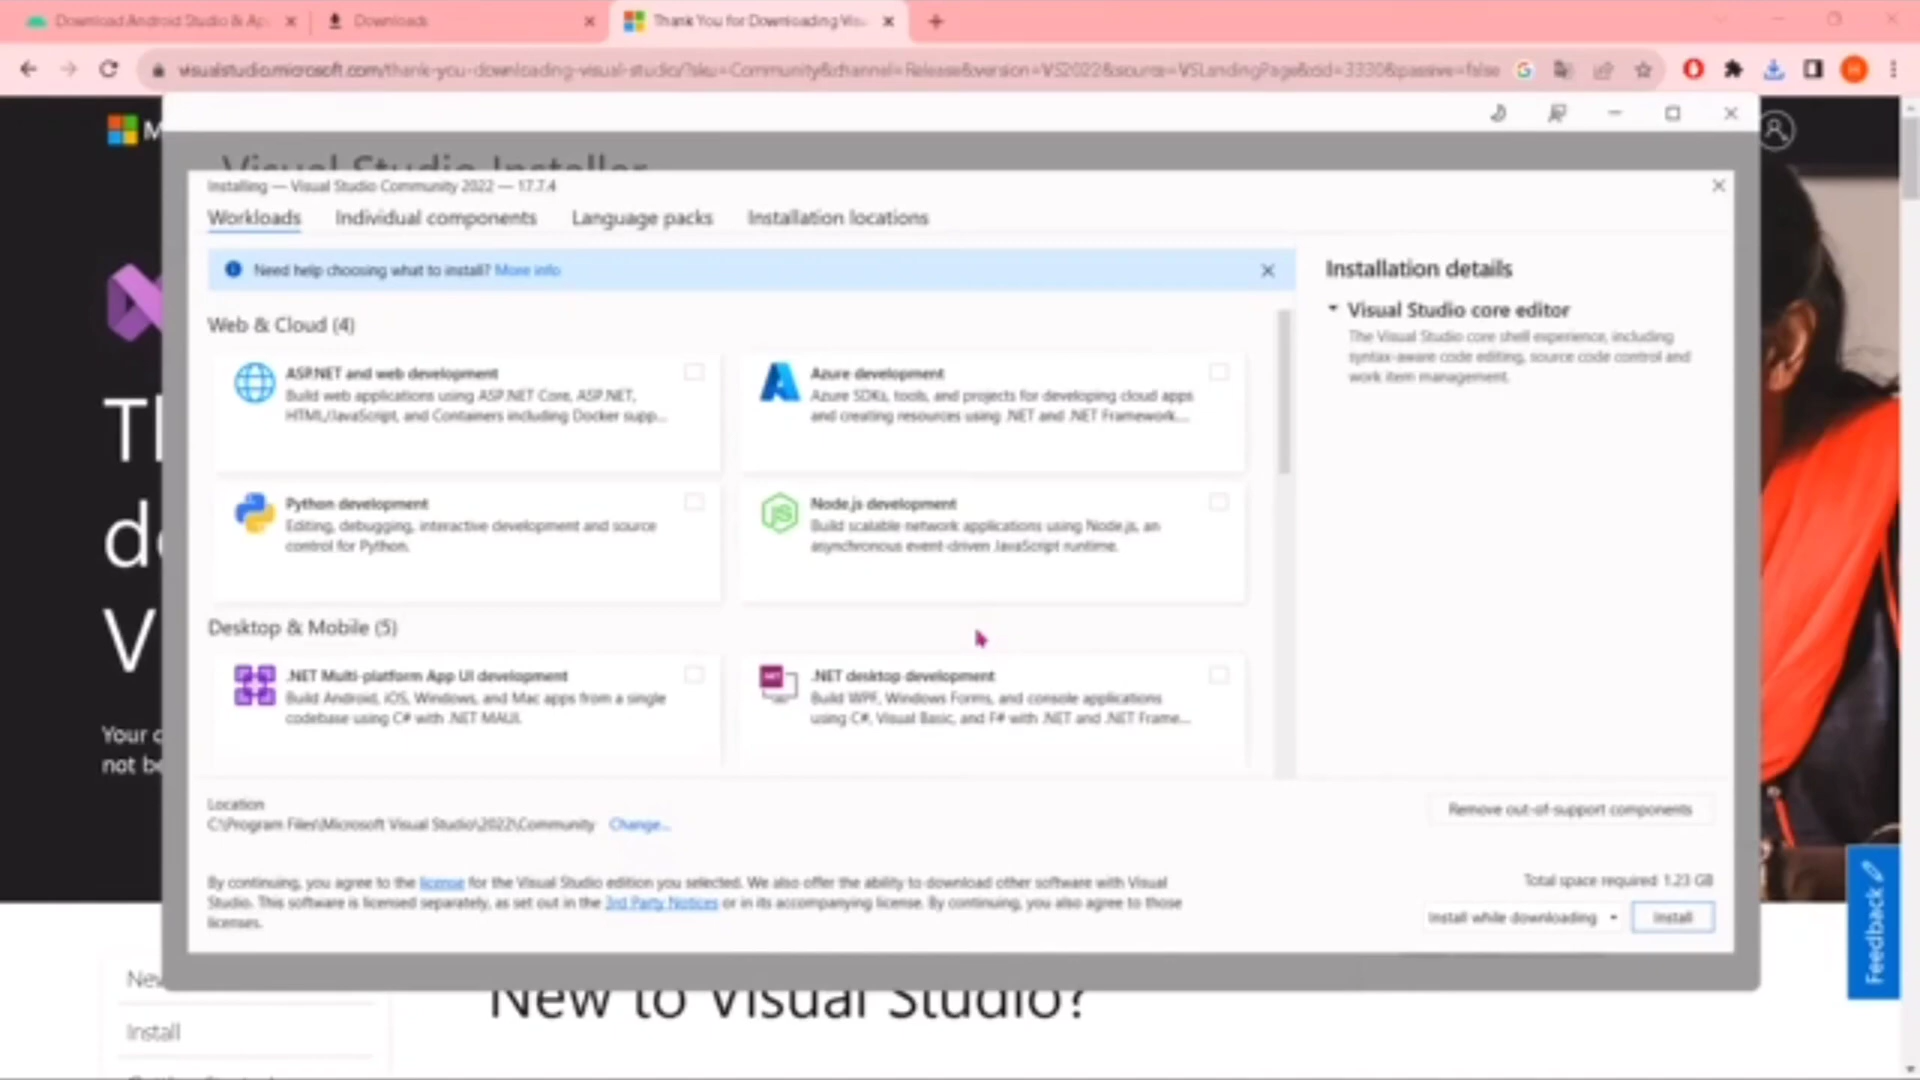 Download Android Studio & Ap
Downloads
Thank You for Downloading Visu
visualstudio.microsoft.com/thank-you-downloading-visual-studio/?sku=Community&channel=Release&version=VS2022&source=VSLandingPage&cid=3330&passive=false
M
Visual Studio Installer
Installing — Visual Studio Community 2022 — 17.7.4
Workloads
Individual components
Language packs
Installation locations
Need help choosing what to install? More info
Web & Cloud (4)
ASP.NET and web development
Build web applications using ASP.NET Core, ASP.NET,
HTML/JavaScript, and Containers including Docker supp...
Azure development
Azure SDKs, tools, and projects for developing cloud apps
and creating resources using .NET and .NET Framework...
Python development
Editing, debugging, interactive development and source
control for Python.
Node.js development
Build scalable network applications using Node.js, an
asynchronous event-driven JavaScript runtime.
Desktop & Mobile (5)
.NET Multi-platform App UI development
Build Android, iOS, Windows, and Mac apps from a single
codebase using C# with .NET MAUI.
.NET desktop development
Build WPF, Windows Forms, and console applications
using C#, Visual Basic, and F# with .NET and .NET Frame...
Installation details
Visual Studio core editor
The Visual Studio core shell experience, including
syntax-aware code editing, source code control and
work item management.
Location
C:\Program Files\Microsoft Visual Studio\2022\Community Change...
Remove out-of-support components
By continuing, you agree to the license for the Visual Studio edition you selected. We also offer the ability to download other software with Visual
Studio. This software is licensed separately, as set out in the 3rd Party Notices or in its accompanying license. By continuing, you also agree to those
licenses.
Total space required 1.23 GB
Install while downloading
Install
Th
do
V
Your
not be
Feedback
New
New to Visual Studio?
Install